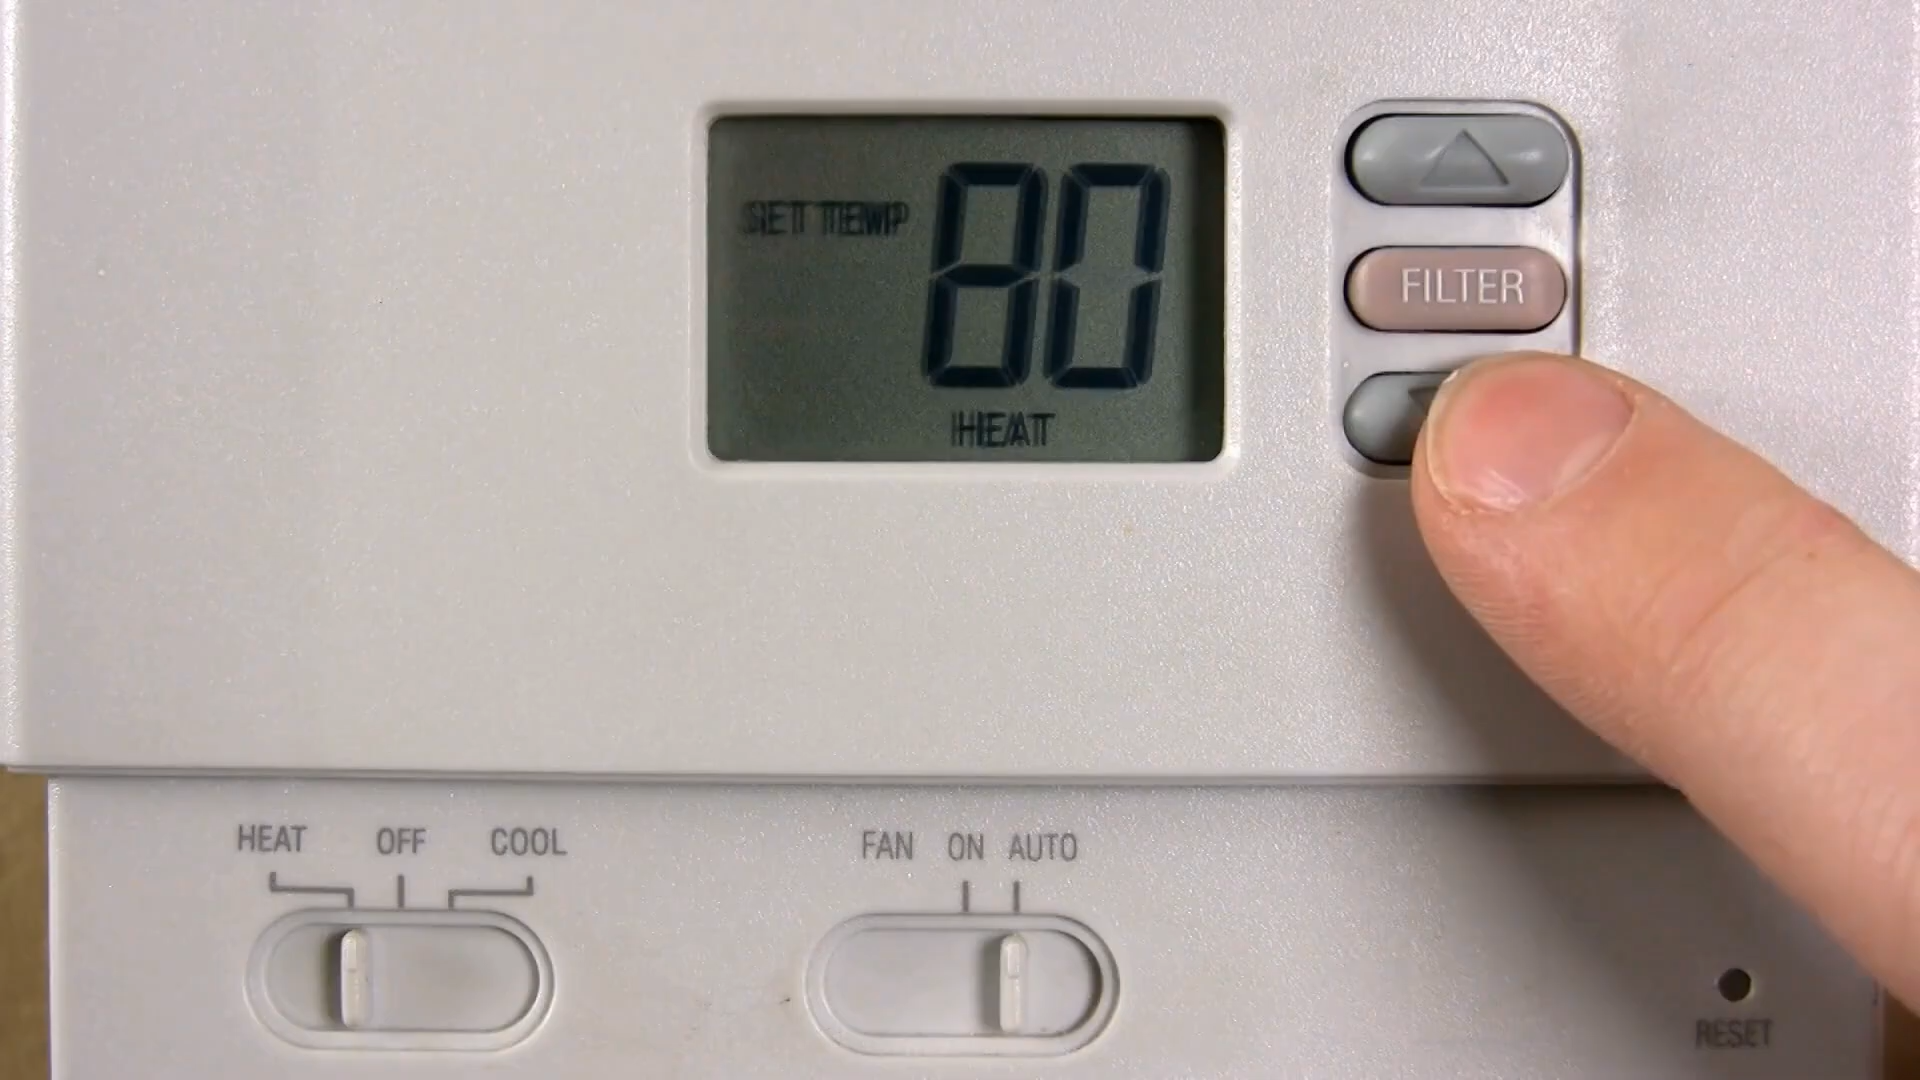 SET TEMP 80
HEAT
FILTER
HEAT OFF COOL
FAN ON AUTO
RESET